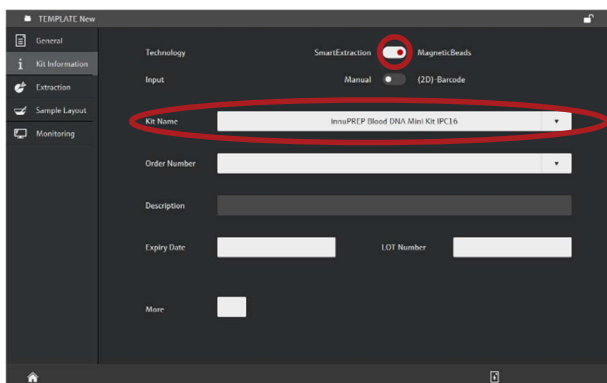 TEMPLATE New
General
Kit Information
Extraction
Sample Layout
Monitoring
Technology SmartExtraction MagneticBeads
Input Manual (2D)-Barcode
Kit Name innuPREP Blood DNA Mini Kit IPC16
Order Number
Description
Expiry Date LOT Number
More